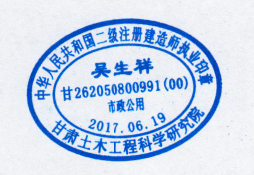 中华人民共和国二级注册建造师执业印章
吴生祥
甘262050800991(00)
市政公用
2017.06.19
甘肃土木工程科学研究院